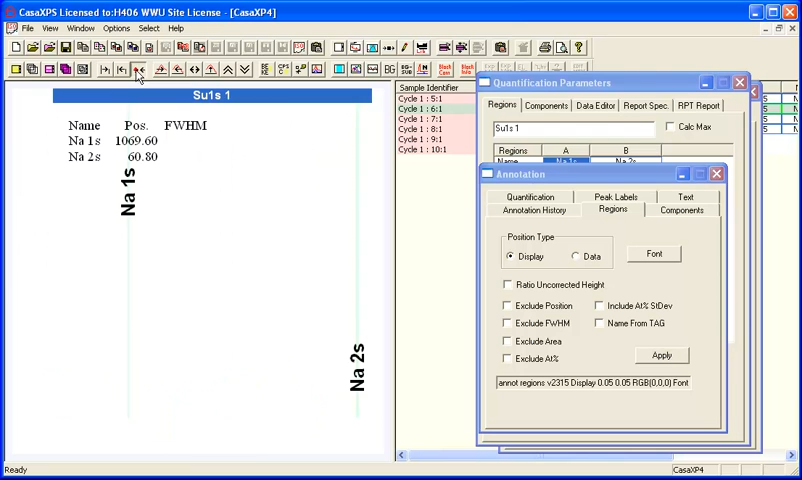 CasaXPS Licensed to:H406 WWU Site License - [CasaXP4]
File View Window Options Select Help
Su1s 1
Name Pos. FWHM
Na 1s 1069.60
Na 2s 60.80
Na 1s
Na 2s
Sample Identifier
Cycle 1 : 5:1
Cycle 1 : 6:1
Cycle 1 : 7:1
Cycle 1 : 8:1
Cycle 1 : 9:1
Cycle 1 : 10:1
Quantification Parameters
Regions Components Data Editor Report Spec. RPT Report
Su1s 1 Calc Max
Regions A B
Name Na 1s Na 2s
Annotation
Quantification Peak Labels Text
Annotation History Regions Components
Position Type
Display Data Font
Ratio Uncorrected Height
Exclude Position Include At% StDev
Exclude FWHM Name From TAG
Exclude Area
Exclude At% Apply
annot regions v2315 Display 0.05 0.05 RGB(0,0,0) Font
Ready CasaXP4